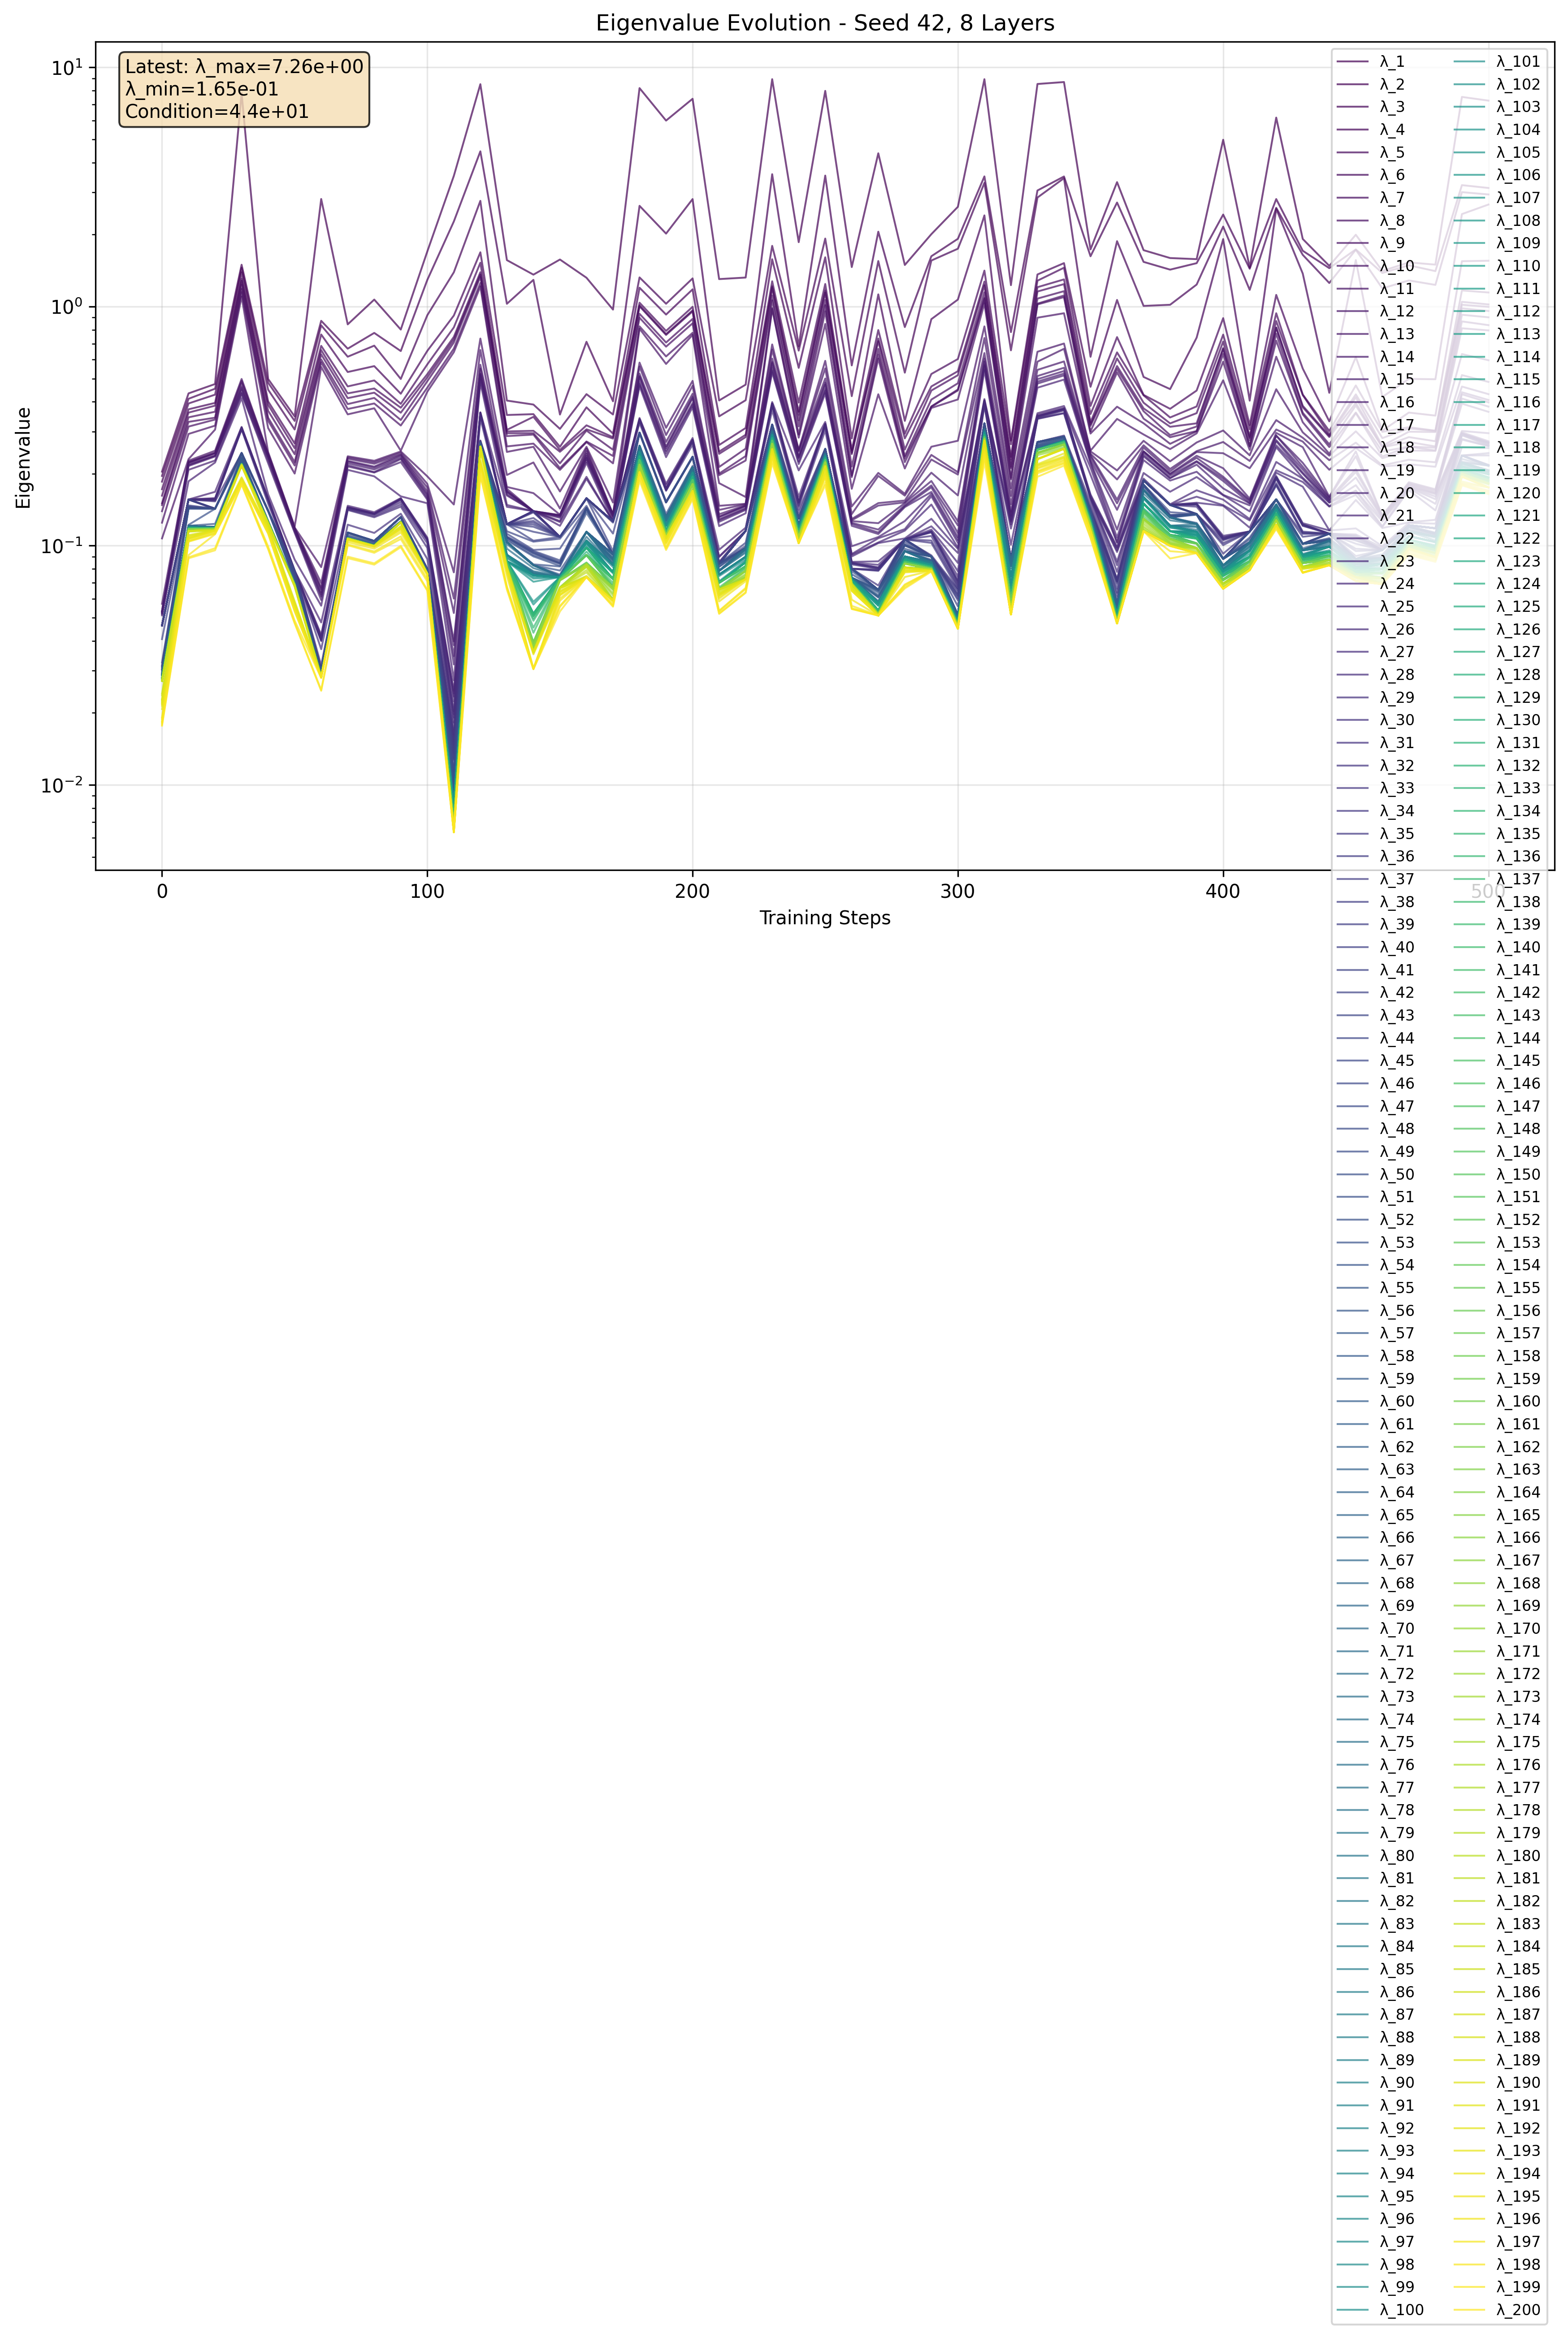 Eigenvalue Evolution - Seed 42, 8 Layers
Latest: λ_max=7.26e+00
λ_min=1.65e-01
Condition=4.4e+01
Eigenvalue
10¹
10⁰
10⁻¹
10⁻²
0
100
200
300
400
500
Training Steps
λ_1
λ_2
λ_3
λ_4
λ_5
λ_6
λ_7
λ_8
λ_9
λ_10
λ_11
λ_12
λ_13
λ_14
λ_15
λ_16
λ_17
λ_18
λ_19
λ_20
λ_21
λ_22
λ_23
λ_24
λ_25
λ_26
λ_27
λ_28
λ_29
λ_30
λ_31
λ_32
λ_33
λ_34
λ_35
λ_36
λ_37
λ_38
λ_39
λ_40
λ_41
λ_42
λ_43
λ_44
λ_45
λ_46
λ_47
λ_48
λ_49
λ_50
λ_51
λ_52
λ_53
λ_54
λ_55
λ_56
λ_57
λ_58
λ_59
λ_60
λ_61
λ_62
λ_63
λ_64
λ_65
λ_66
λ_67
λ_68
λ_69
λ_70
λ_71
λ_72
λ_73
λ_74
λ_75
λ_76
λ_77
λ_78
λ_79
λ_80
λ_81
λ_82
λ_83
λ_84
λ_85
λ_86
λ_87
λ_88
λ_89
λ_90
λ_91
λ_92
λ_93
λ_94
λ_95
λ_96
λ_97
λ_98
λ_99
λ_100
λ_101
λ_102
λ_103
λ_104
λ_105
λ_106
λ_107
λ_108
λ_109
λ_110
λ_111
λ_112
λ_113
λ_114
λ_115
λ_116
λ_117
λ_118
λ_119
λ_120
λ_121
λ_122
λ_123
λ_124
λ_125
λ_126
λ_127
λ_128
λ_129
λ_130
λ_131
λ_132
λ_133
λ_134
λ_135
λ_136
λ_137
λ_138
λ_139
λ_140
λ_141
λ_142
λ_143
λ_144
λ_145
λ_146
λ_147
λ_148
λ_149
λ_150
λ_151
λ_152
λ_153
λ_154
λ_155
λ_156
λ_157
λ_158
λ_159
λ_160
λ_161
λ_162
λ_163
λ_164
λ_165
λ_166
λ_167
λ_168
λ_169
λ_170
λ_171
λ_172
λ_173
λ_174
λ_175
λ_176
λ_177
λ_178
λ_179
λ_180
λ_181
λ_182
λ_183
λ_184
λ_185
λ_186
λ_187
λ_188
λ_189
λ_190
λ_191
λ_192
λ_193
λ_194
λ_195
λ_196
λ_197
λ_198
λ_199
λ_200